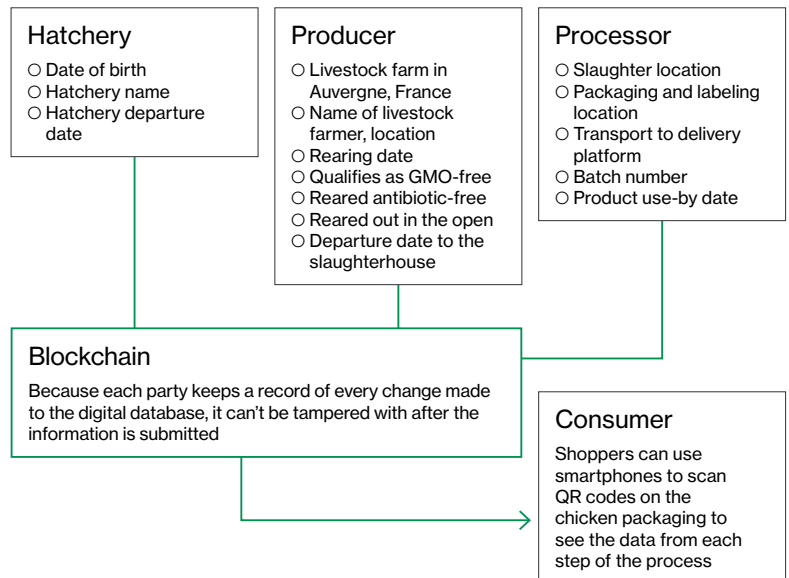 Hatchery
○ Date of birth
○ Hatchery name
○ Hatchery departure
date
Producer
○ Livestock farm in
Auvergne, France
○ Name of livestock
farmer, location
○ Rearing date
○ Qualifies as GMO-free
○ Reared antibiotic-free
○ Reared out in the open
○ Departure date to the
slaughterhouse
Processor
○ Slaughter location
○ Packaging and labeling
location
○ Transport to delivery
platform
○ Batch number
○ Product use-by date
Blockchain
Because each party keeps a record of every change made
to the digital database, it can’t be tampered with after the
information is submitted
Consumer
Shoppers can use
smartphones to scan
QR codes on the
chicken packaging to
see the data from each
step of the process